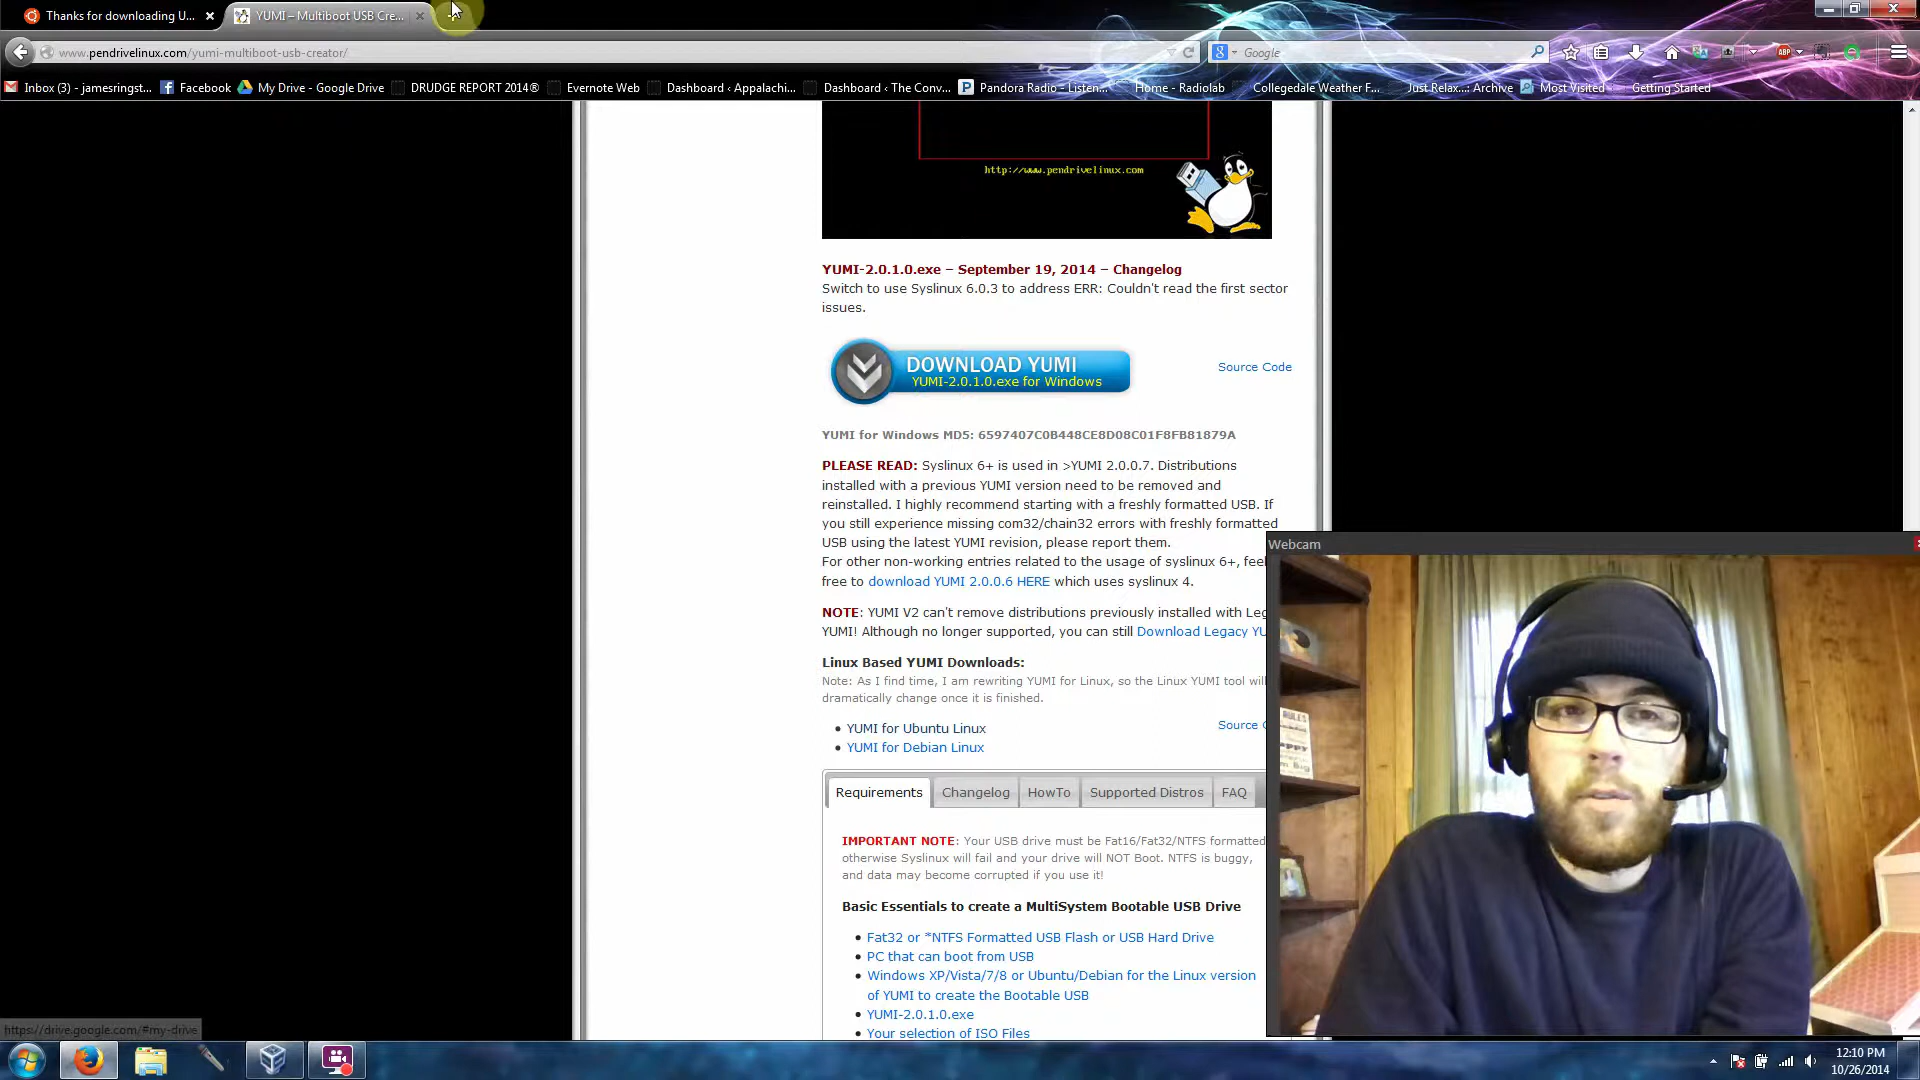 Thanks for downloading U...
YUMI – Multiboot USB Cre...
www.pendrivelinux.com/yumi-multiboot-usb-creator/
Google
Inbox (3) - jamesringst...
Facebook
My Drive - Google Drive
DRUDGE REPORT 2014®
Evernote Web
Dashboard ‹ Appalachi...
Dashboard ‹ The Conv...
Pandora Radio - Listen...
Home - Radiolab
Collegedale Weather F...
Just Relax...: Archive
Most Visited
Getting Started
http://www.pendrivelinux.com
YUMI-2.0.1.0.exe – September 19, 2014 – Changelog
Switch to use Syslinux 6.0.3 to address ERR: Couldn't read the first sector
issues.
DOWNLOAD YUMI
YUMI-2.0.1.0.exe for Windows
Source Code
YUMI for Windows MD5: 6597407C0B448CE8D08C01F8FB81879A
PLEASE READ: Syslinux 6+ is used in >YUMI 2.0.0.7. Distributions
installed with a previous YUMI version need to be removed and
reinstalled. I highly recommend starting with a freshly formatted USB. If
you still experience missing com32/chain32 errors with freshly formatted
USB using the latest YUMI revision, please report them.
For other non-working entries related to the usage of syslinux 6+, feel
free to download YUMI 2.0.0.6 HERE which uses syslinux 4.
NOTE: YUMI V2 can't remove distributions previously installed with Leg
YUMI! Although no longer supported, you can still Download Legacy YU
Linux Based YUMI Downloads:
Note: As I find time, I am rewriting YUMI for Linux, so the Linux YUMI tool will
dramatically change once it is finished.
YUMI for Ubuntu Linux
Source C
YUMI for Debian Linux
Requirements
Changelog
HowTo
Supported Distros
FAQ
IMPORTANT NOTE: Your USB drive must be Fat16/Fat32/NTFS formatted
otherwise Syslinux will fail and your drive will NOT Boot. NTFS is buggy,
and data may become corrupted if you use it!
Basic Essentials to create a MultiSystem Bootable USB Drive
Fat32 or *NTFS Formatted USB Flash or USB Hard Drive
PC that can boot from USB
Windows XP/Vista/7/8 or Ubuntu/Debian for the Linux version
of YUMI to create the Bootable USB
YUMI-2.0.1.0.exe
Your selection of ISO Files
Webcam
RULES
https://drive.google.com/#my-drive
12:10 PM
10/26/2014